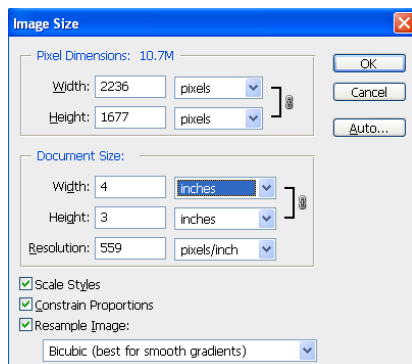 Image Size
Pixel Dimensions: 10.7M
Width: 2236 pixels
Height: 1677 pixels
Document Size:
Width: 4 inches
Height: 3 inches
Resolution: 559 pixels/inch
Scale Styles
Constrain Proportions
Resample Image:
Bicubic (best for smooth gradients)
OK
Cancel
Auto...